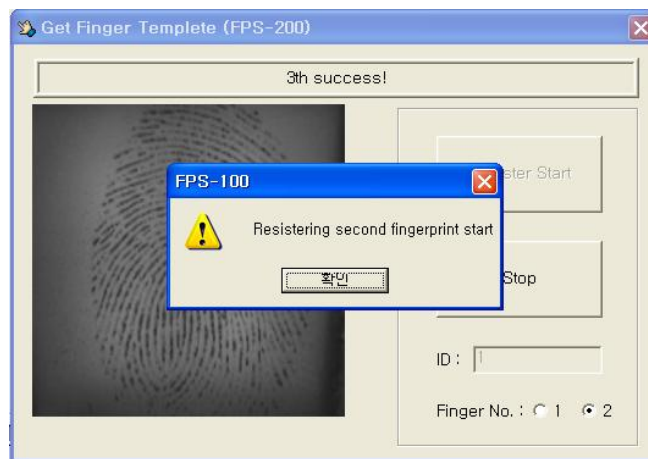 Get Finger Templete (FPS-200)
3th success!
FPS-100
ster Start
Resistering second fingerprint start
확인
Stop
ID : 1
Finger No. : 1 2